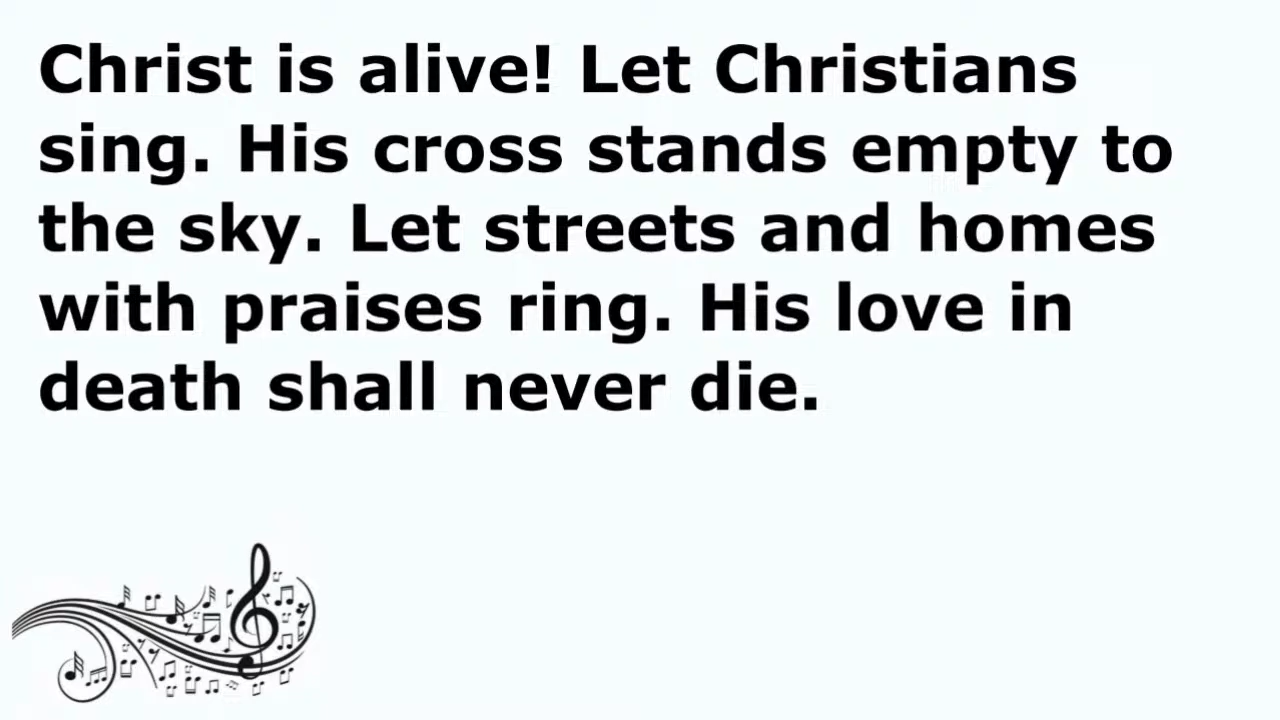 Christ is alive! Let Christians
sing. His cross stands empty to
the sky. Let streets and homes
with praises ring. His love in
death shall never die.